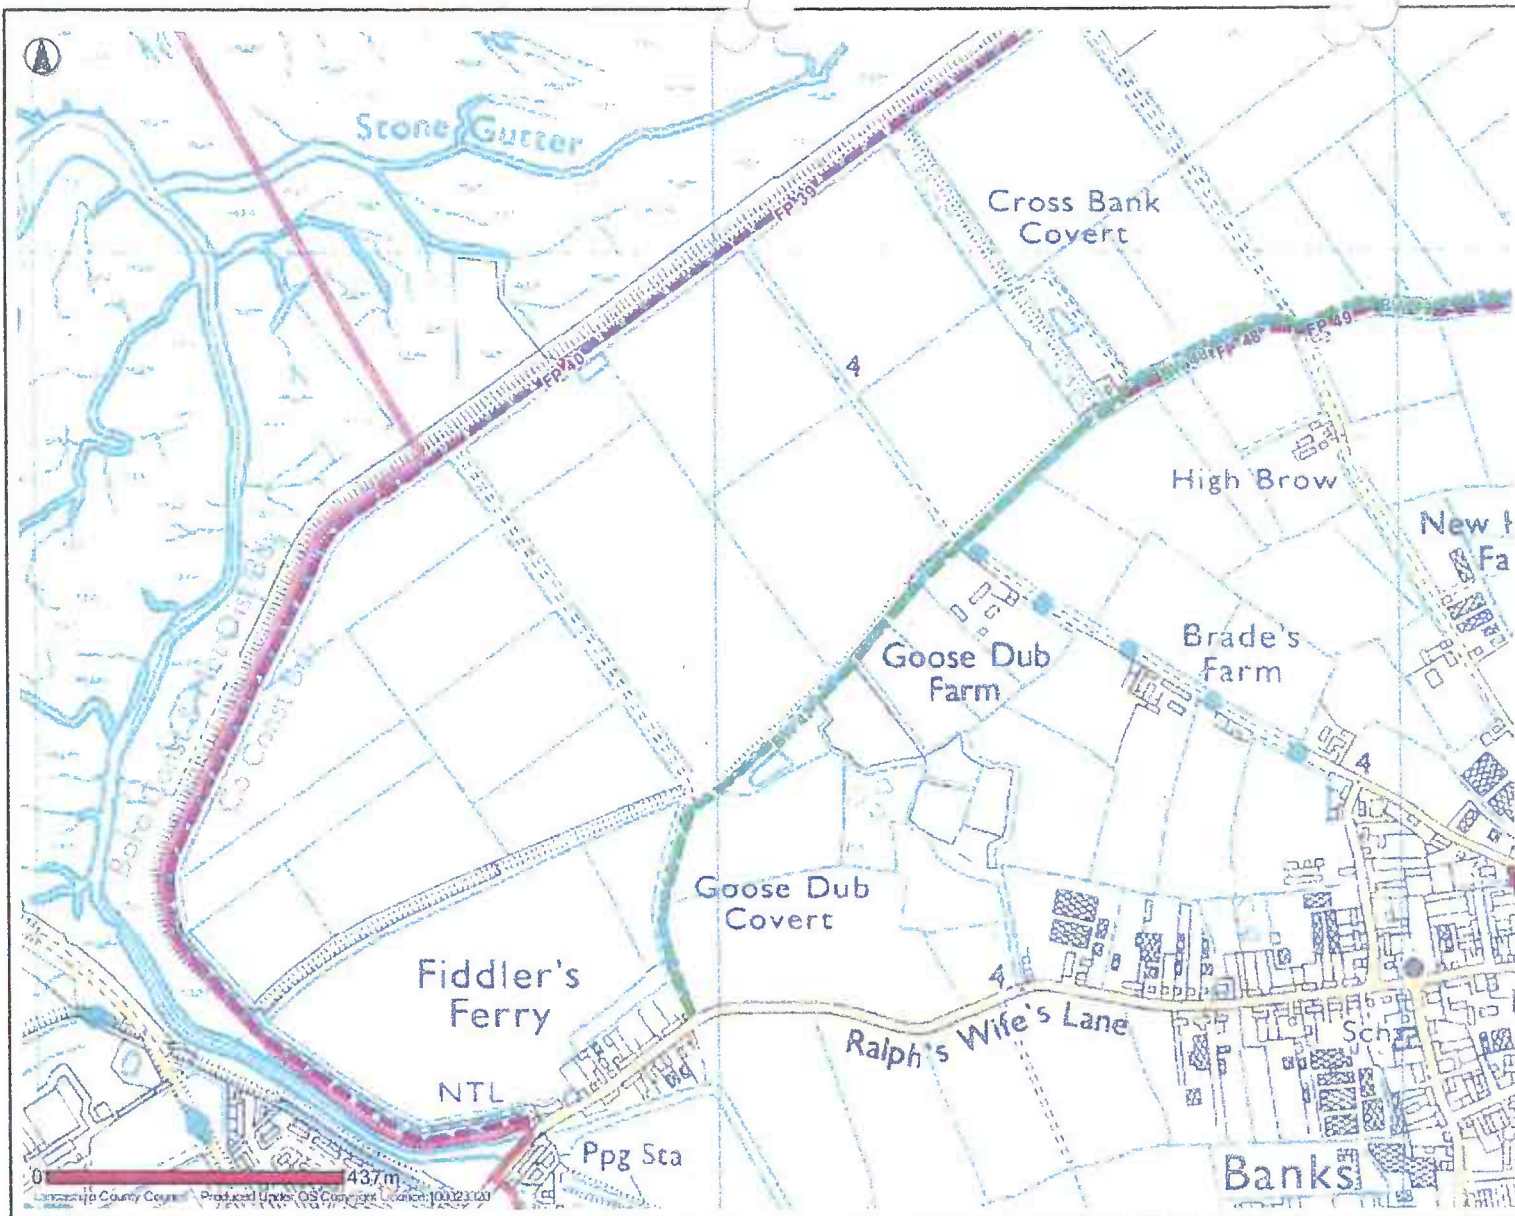 Stone Gutter
FP 39
Cross Bank
Covert
FP 49
FP 48
FP 40
4
High Brow
New
Fa
Brade's
Farm
Goose Dub
Farm
4
Goose Dub
Covert
Fiddler's
Ferry
4
Ralph's Wife's Lane
Sch
NTL
Ppg Sta
Banks
0 437m
Lancashire County Council Produced Under OS Copyright Licence: 100023320